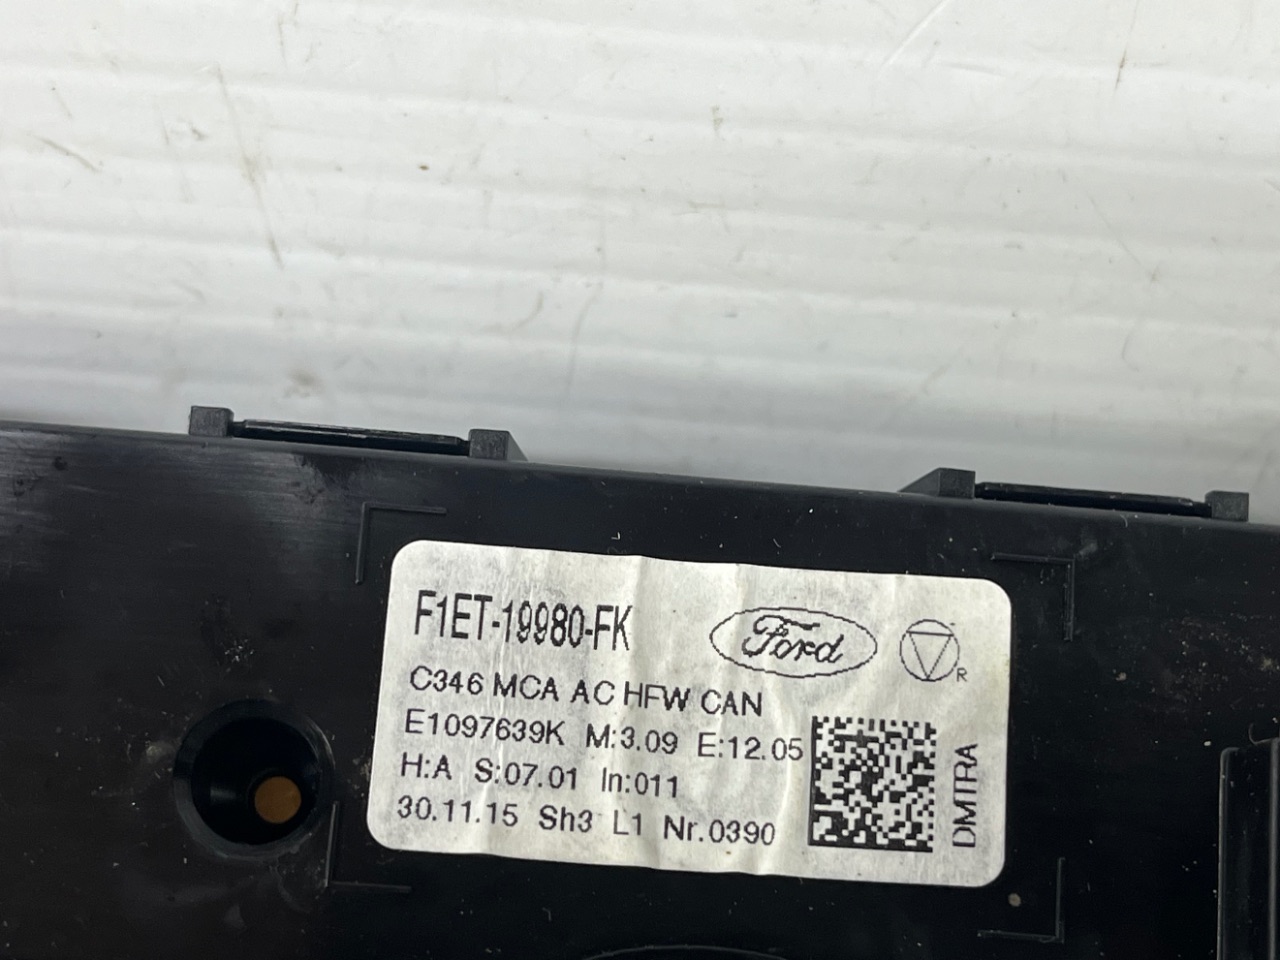 F1ET-19980-FK
Ford
R
C346 MCA AC HFW CAN
E1097639K M:3.09 E:12.05
H:A S:07.01 In:011
30.11.15 Sh3 L1 Nr.0390
DMTRA